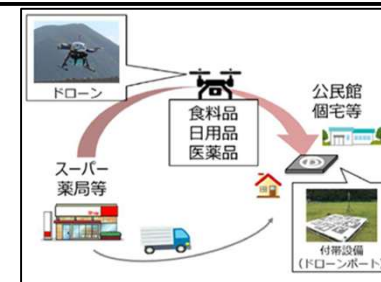 ドローン
食料品
日用品
医薬品
公民館
個宅等
スーパー
薬局等
付帯設備
（ドローンポート）